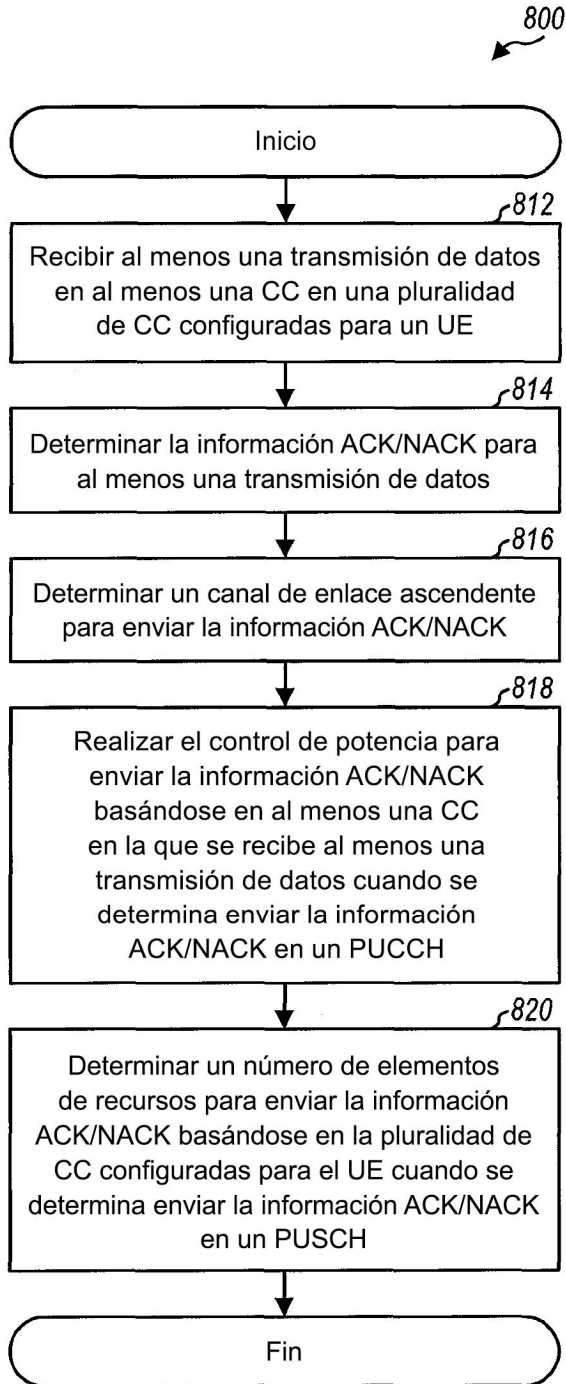 800
Inicio
812
Recibir al menos una transmisión de datos
en al menos una CC en una pluralidad
de CC configuradas para un UE
814
Determinar la información ACK/NACK para
al menos una transmisión de datos
816
Determinar un canal de enlace ascendente
para enviar la información ACK/NACK
818
Realizar el control de potencia para
enviar la información ACK/NACK
basándose en al menos una CC
en la que se recibe al menos una
transmisión de datos cuando se
determina enviar la información
ACK/NACK en un PUCCH
820
Determinar un número de elementos
de recursos para enviar la información
ACK/NACK basándose en la pluralidad de
CC configuradas para el UE cuando se
determina enviar la información ACK/NACK
en un PUSCH
Fin